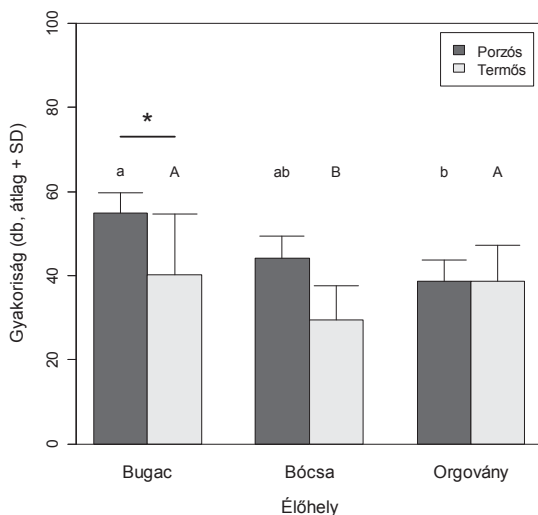 Gyakoriság (db, átlag + SD)
100
80
60
40
20
0
Porzós
Termős
*
a
A
ab
B
b
A
Bugac
Bócsa
Orgovány
Élőhely